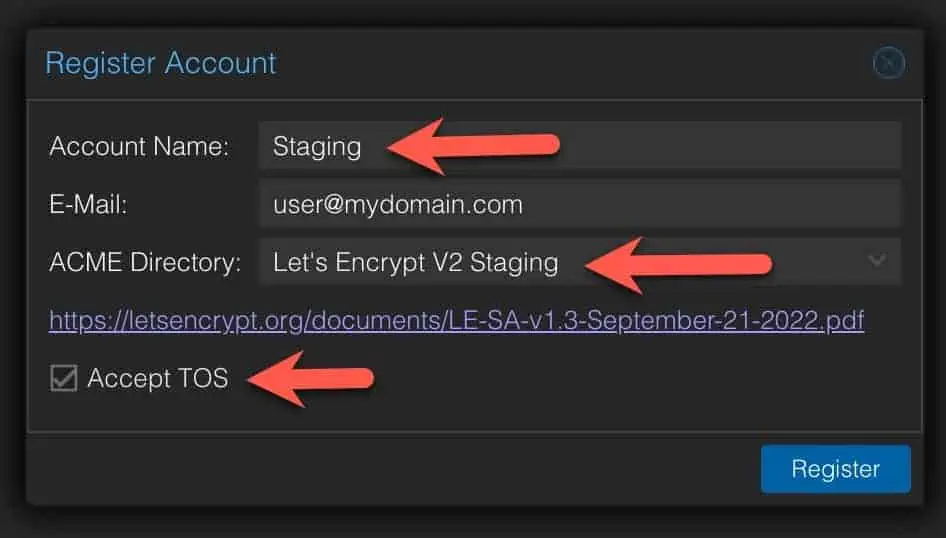 Register Account
Account Name: Staging
E-Mail: user@mydomain.com
ACME Directory: Let's Encrypt V2 Staging
https://letsencrypt.org/documents/LE-SA-v1.3-September-21-2022.pdf
Accept TOS
Register